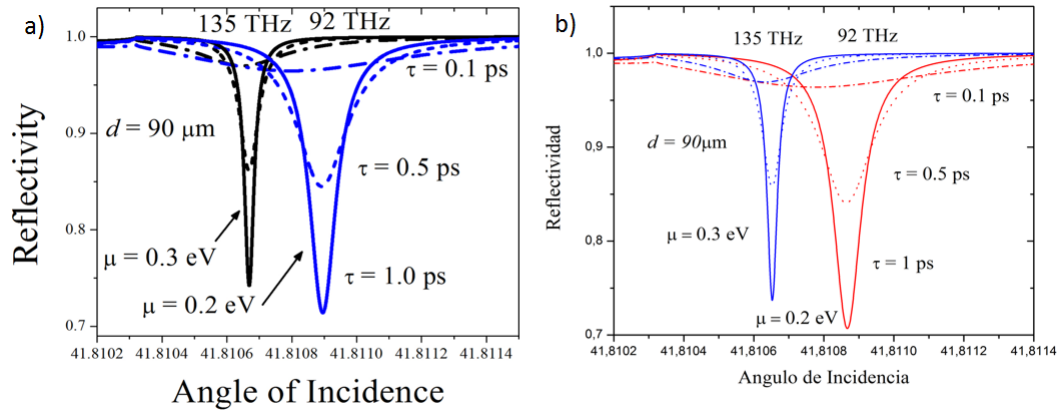 a)
135 THz 92 THz
1.0
0.9
0.8
0.7
Reflectivity
τ = 0.1 ps
d = 90 μm
τ = 0.5 ps
μ = 0.3 eV
τ = 1.0 ps
μ = 0.2 eV
41.8102 41.8104 41.8106 41.8108 41.8110 41.8112 41.8114
Angle of Incidence
b)
135 THz 92 THz
1,0
0,9
0,8
0,7
Reflectividad
τ = 0.1 ps
d = 90μm
τ = 0.5 ps
μ = 0.3 eV
τ = 1 ps
μ = 0.2 eV
41,8102 41,8104 41,8106 41,8108 41,8110 41,8112 41,8114
Angulo de Incidencia